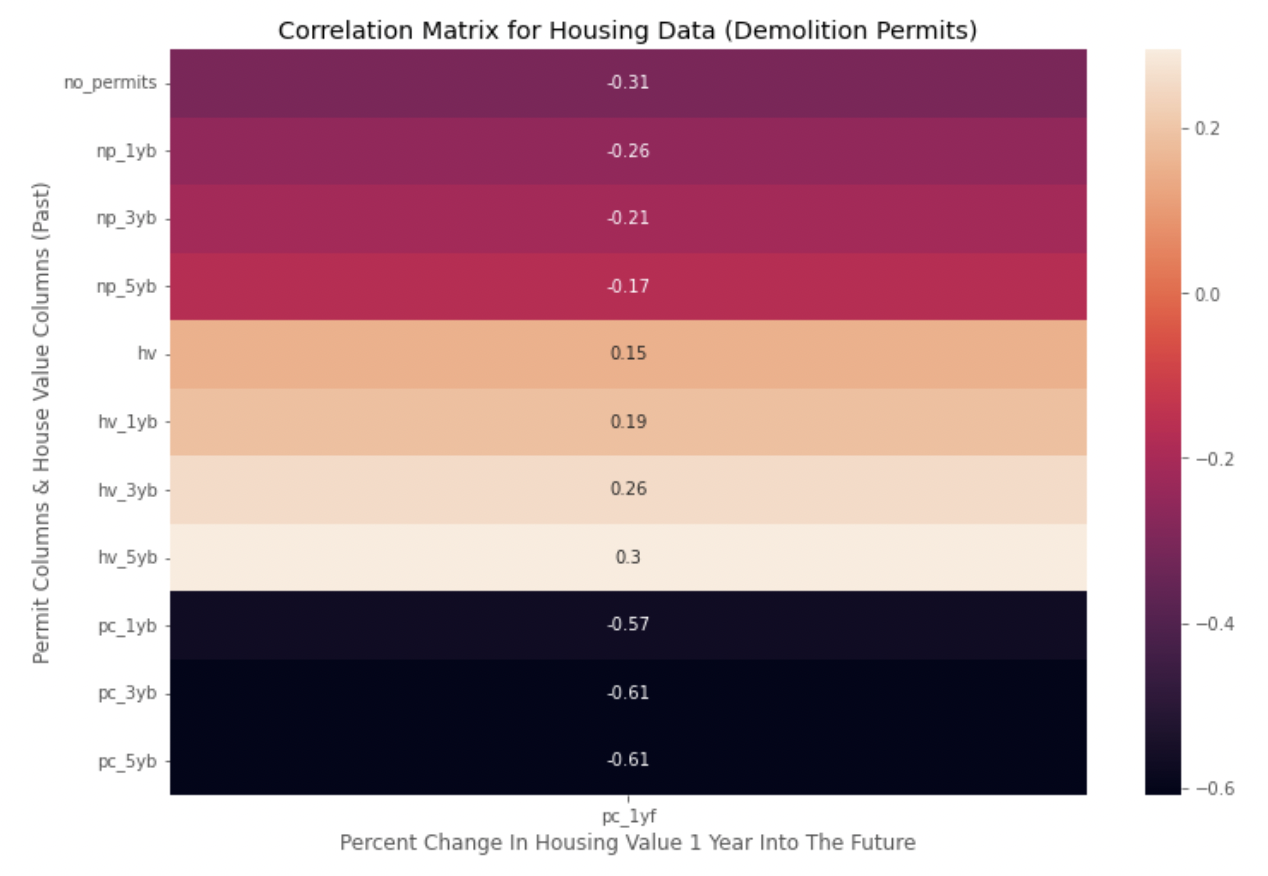 Correlation Matrix for Housing Data (Demolition Permits)
Permit Columns & House Value Columns (Past)
no_permits
-0.31
np_1yb
-0.26
np_3yb
-0.21
np_5yb
-0.17
hv
0.15
hv_1yb
0.19
hv_3yb
0.26
hv_5yb
0.3
pc_1yb
-0.57
pc_3yb
-0.61
pc_5yb
-0.61
pc_1yf
Percent Change In Housing Value 1 Year Into The Future
0.2
0.0
−0.2
−0.4
−0.6